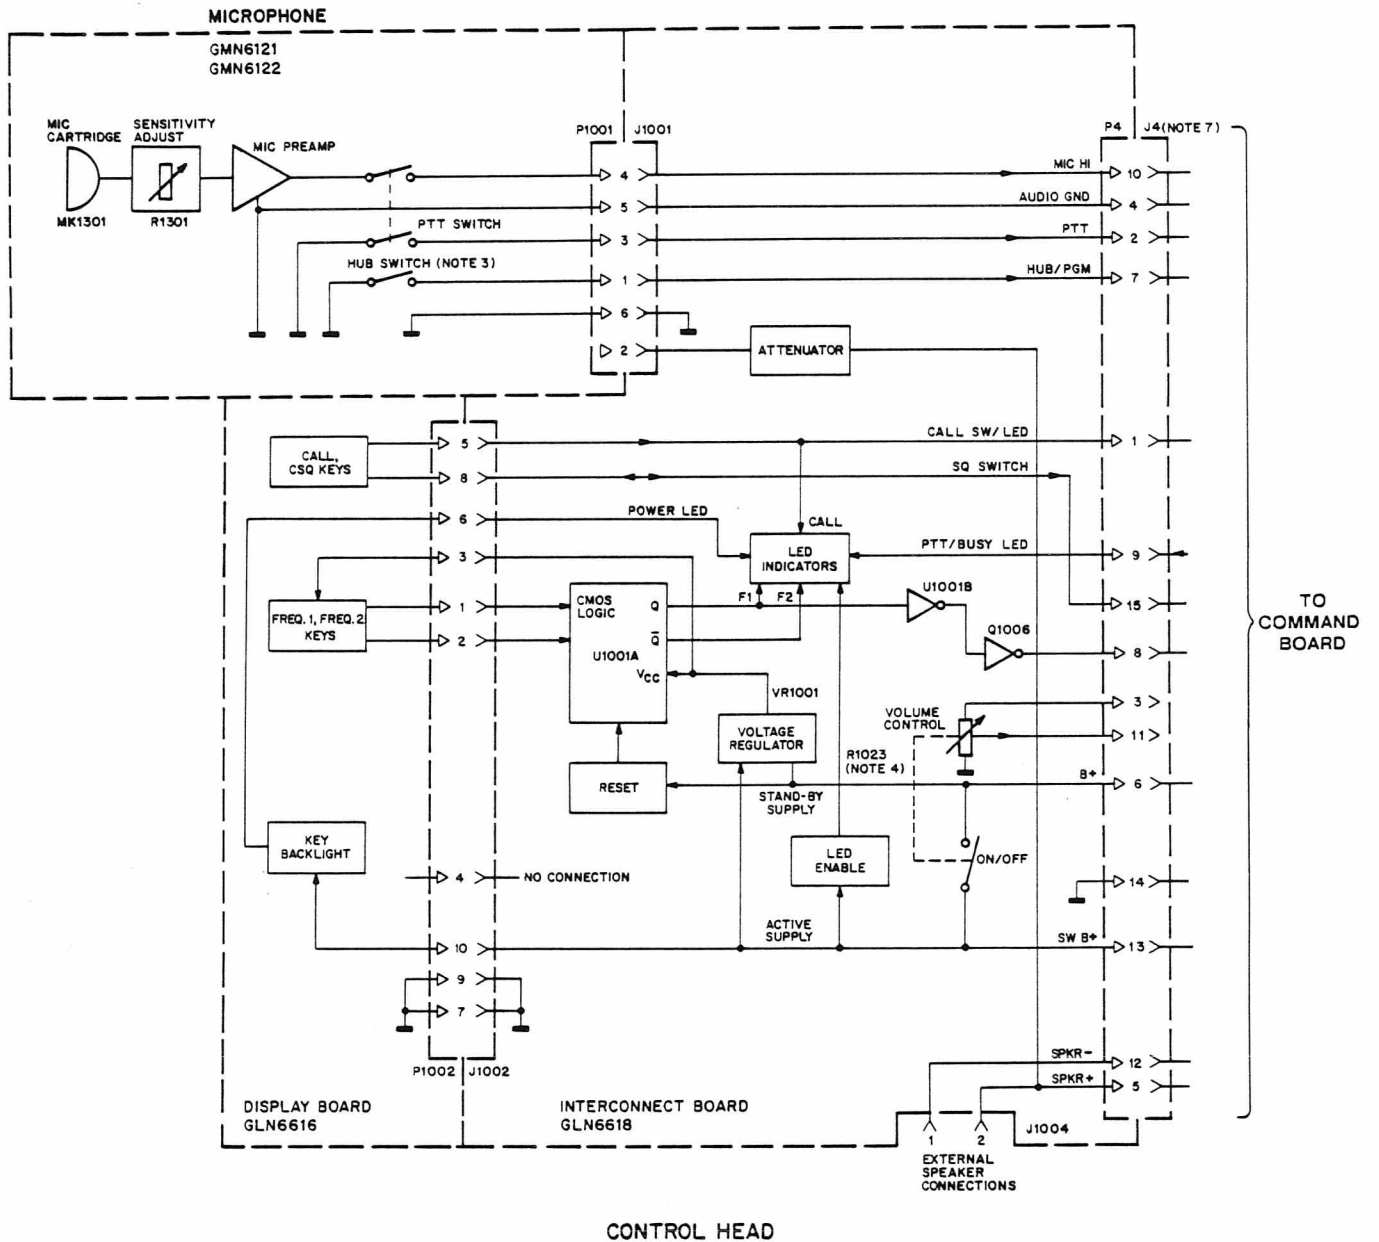 MICROPHONE
GMN6121
GMN6122
MIC
CARTRIDGE
SENSITIVITY
ADJUST
MIC PREAMP
MK1301
R1301
PTT SWITCH
HUB SWITCH (NOTE 3)
P1001
J1001
4
5
3
1
6
2
ATTENUATOR
P4
J4(NOTE 7)
MIC HI
10
AUDIO GND
4
PTT
2
HUB/PGM
7
CALL,
CSQ KEYS
5
8
6
3
1
2
CALL SW/LED
1
SQ SWITCH
POWER LED
CALL
LED
INDICATORS
PTT/BUSY LED
9
FREQ.1, FREQ.2
KEYS
CMOS
LOGIC
Q
Q̅
U1001A
VCC
F1
F2
U1001B
Q1006
15
8
TO
COMMAND
BOARD
VR1001
VOLTAGE
REGULATOR
VOLUME
CONTROL
3
11
R1023
(NOTE 4)
RESET
STAND-BY
SUPPLY
B+
6
KEY
BACKLIGHT
LED
ENABLE
ON/OFF
4
NO CONNECTION
14
10
ACTIVE
SUPPLY
SW B+
13
9
7
P1002
J1002
SPKR-
12
SPKR+
5
DISPLAY BOARD
GLN6616
INTERCONNECT BOARD
GLN6618
1
2
J1004
EXTERNAL
SPEAKER
CONNECTIONS
CONTROL HEAD